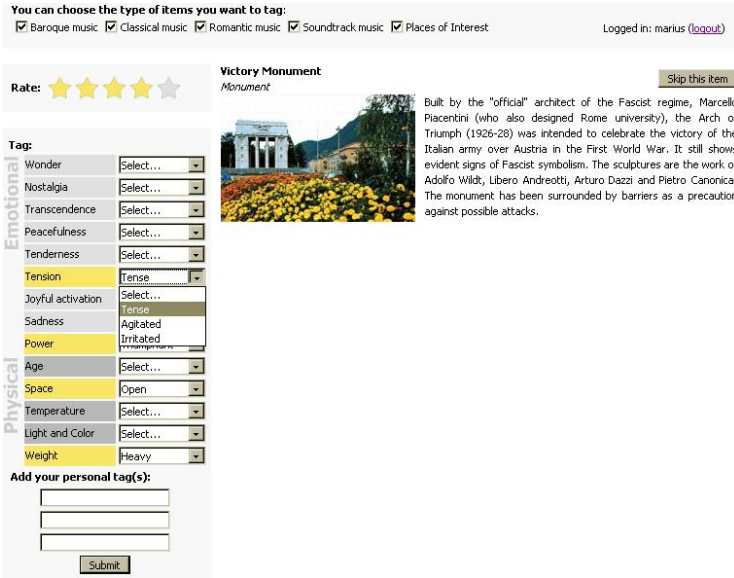 You can choose the type of items you want to tag:
Baroque music Classical music Romantic music Soundtrack music Places of Interest
Logged in: marius (logout)
Rate:
Victory Monument
Monument
Skip this item
Built by the "official" architect of the Fascist regime, Marcello
Piacentini (who also designed Rome university), the Arch o
Triumph (1926-28) was intended to celebrate the victory of the
Italian army over Austria in the First World War. It still shows
evident signs of Fascist symbolism. The sculptures are the work o
Adolfo Wildt, Libero Andreotti, Arturo Dazzi and Pietro Canonica.
The monument has been surrounded by barriers as a precaution
against possible attacks.
Tag:
Emotional
Wonder Select...
Nostalgia Select...
Transcendence Select...
Peacefulness Select...
Tenderness Select...
Tension Tense
Joyful activation Select...
Tense
Sadness Agitated
Irritated
Power Triumphant
Physical
Age Select...
Space Open
Temperature Select...
Light and Color Select...
Weight Heavy
Add your personal tag(s):
Submit